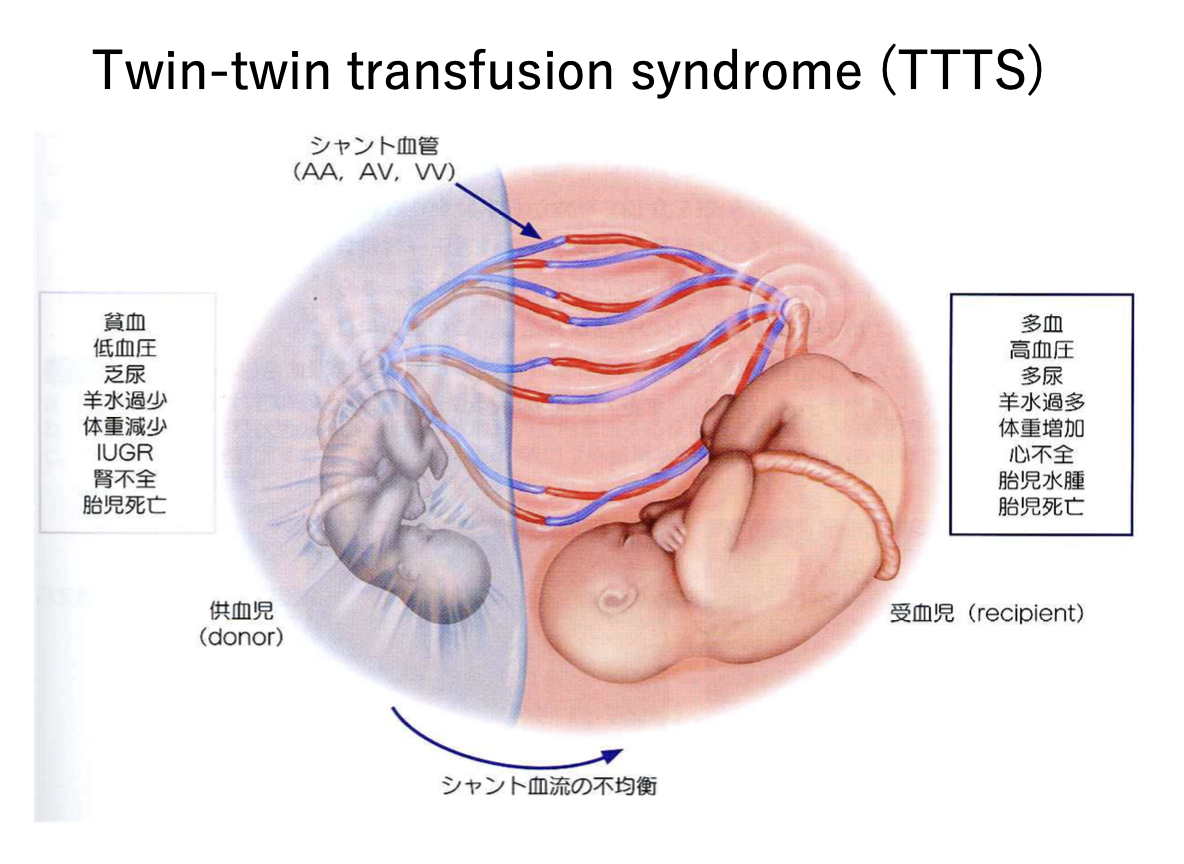 Twin-twin transfusion syndrome (TTTS)
シャント血管
(AA, AV, VV)
貧血
低血圧
乏尿
羊水過少
体重減少
IUGR
腎不全
胎児死亡
多血
高血圧
多尿
羊水過多
体重増加
心不全
胎児水腫
胎児死亡
供血児
(donor)
受血児 (recipient)
シャント血流の不均衡